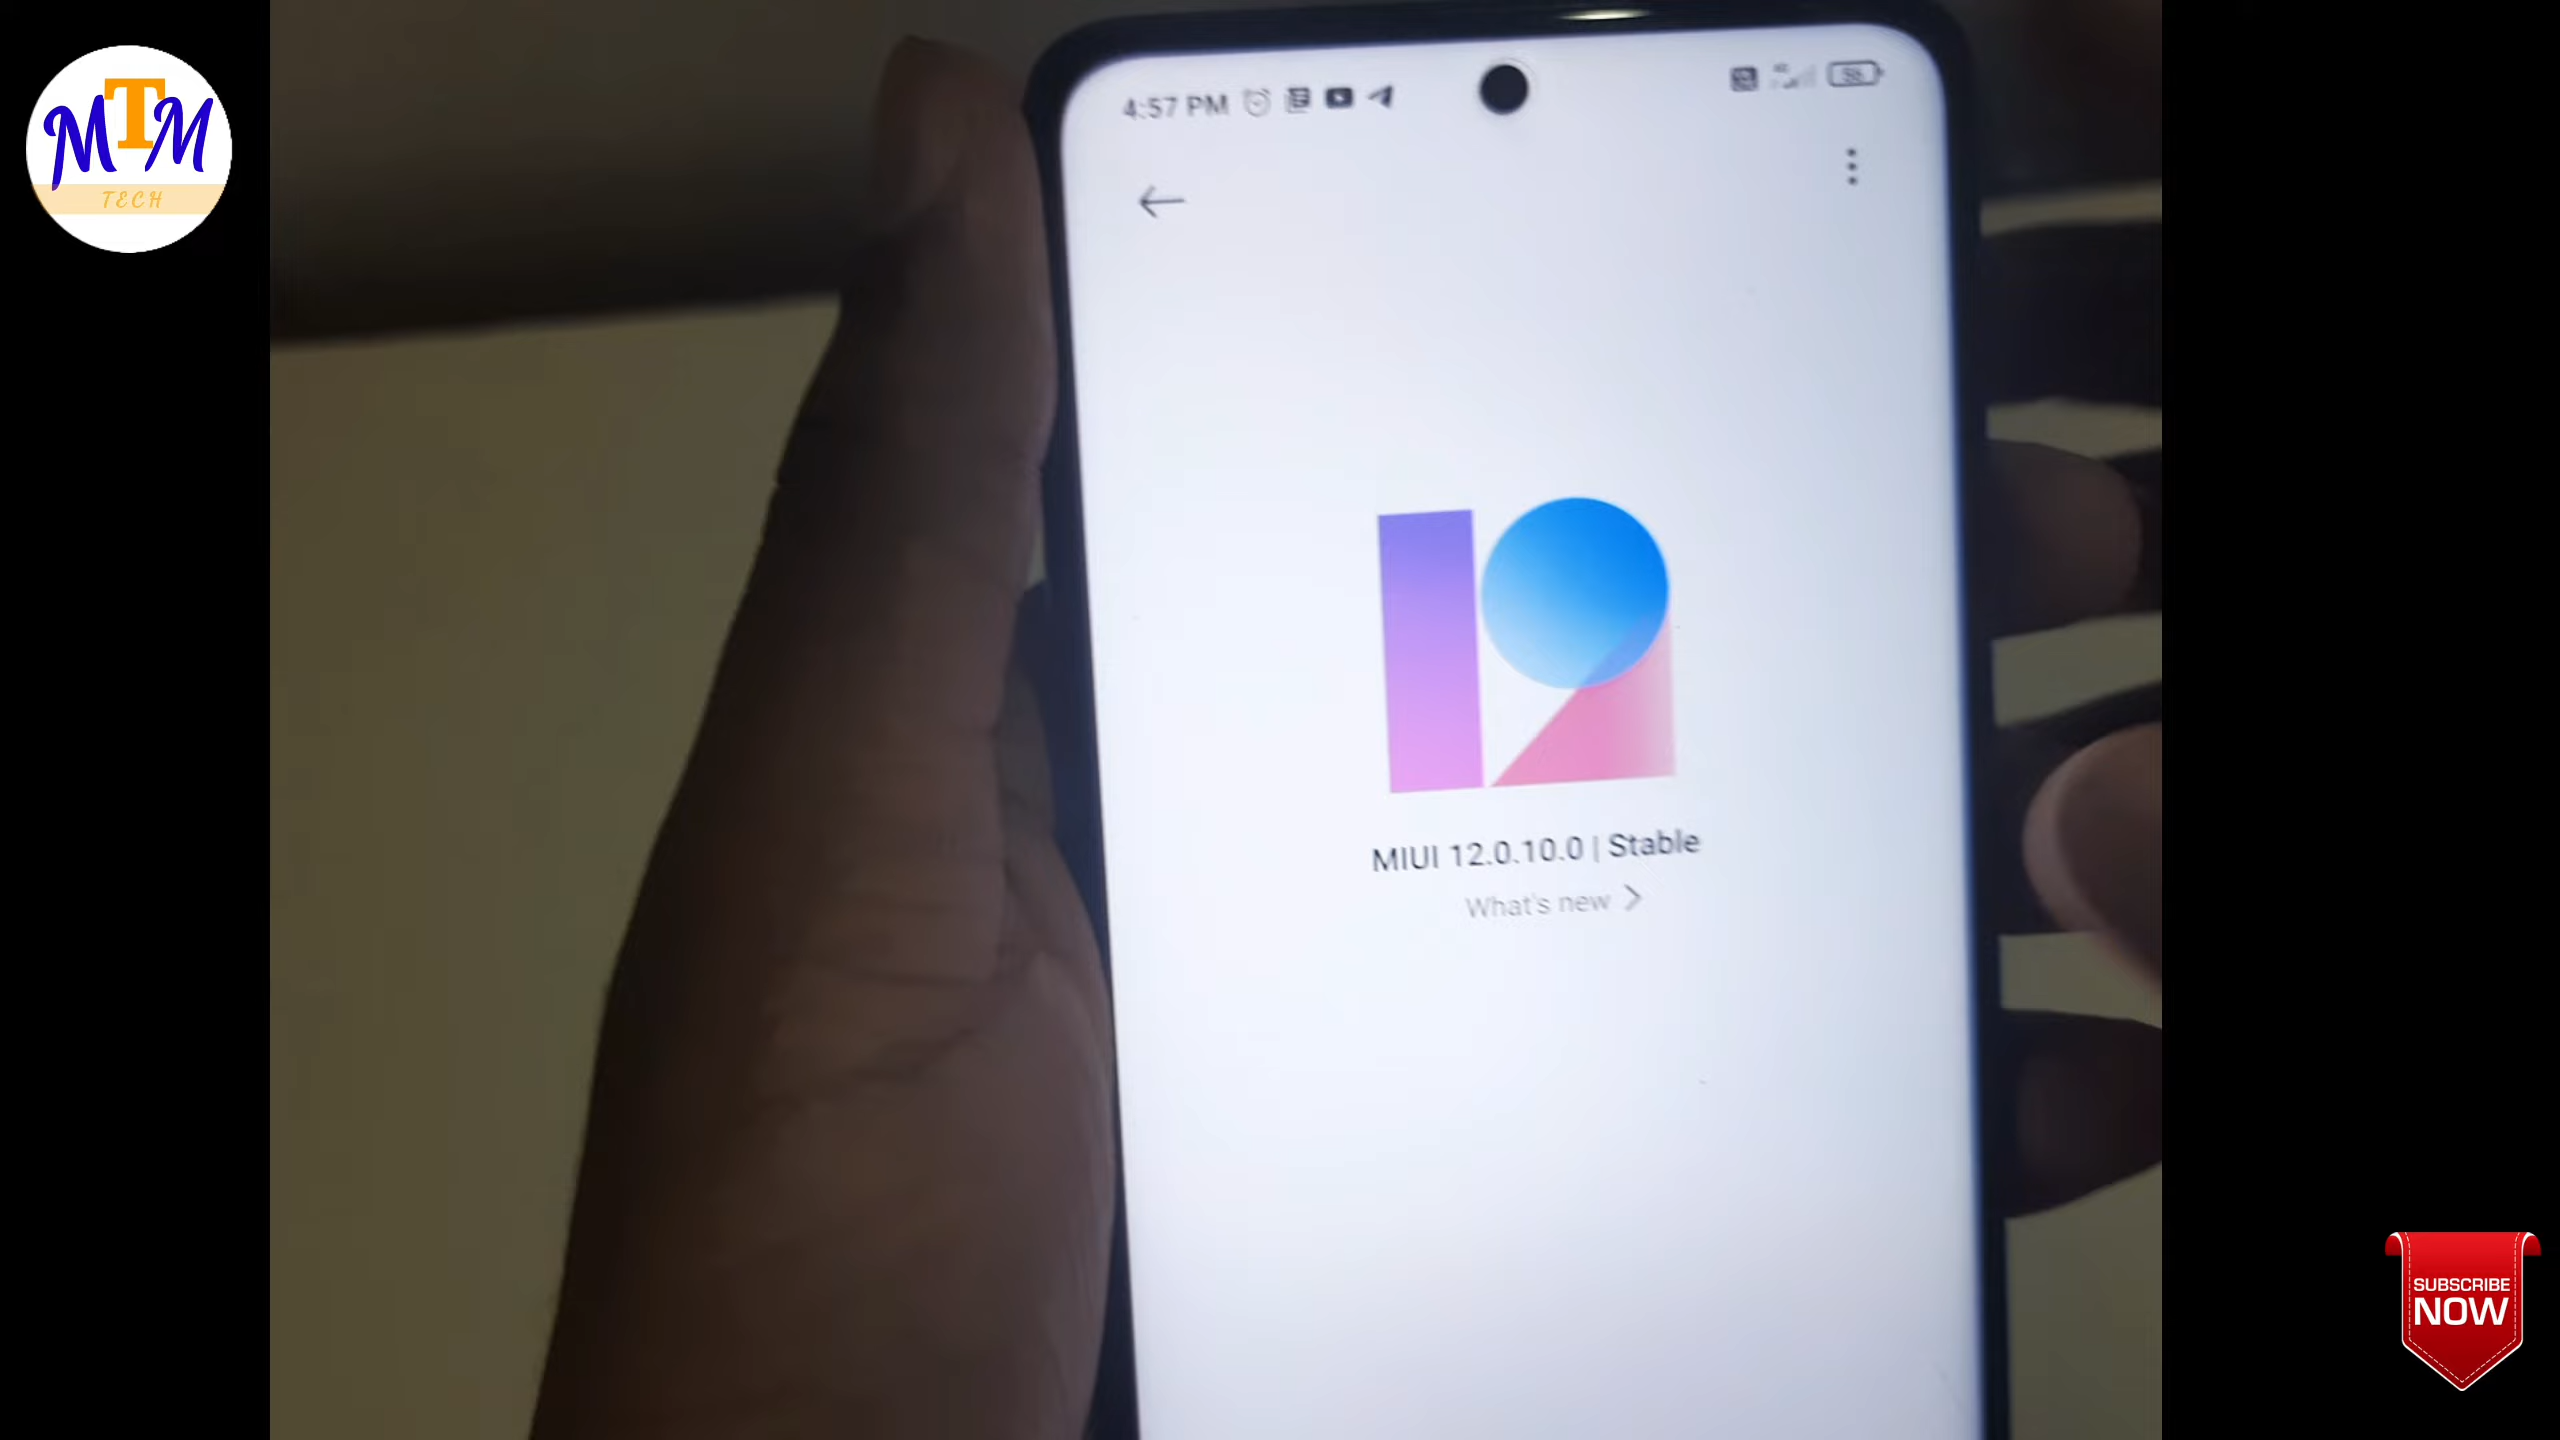 MTM
TECH
4:57 PM
MIUI 12.0.10.0 | Stable
What's new
SUBSCRIBE
NOW